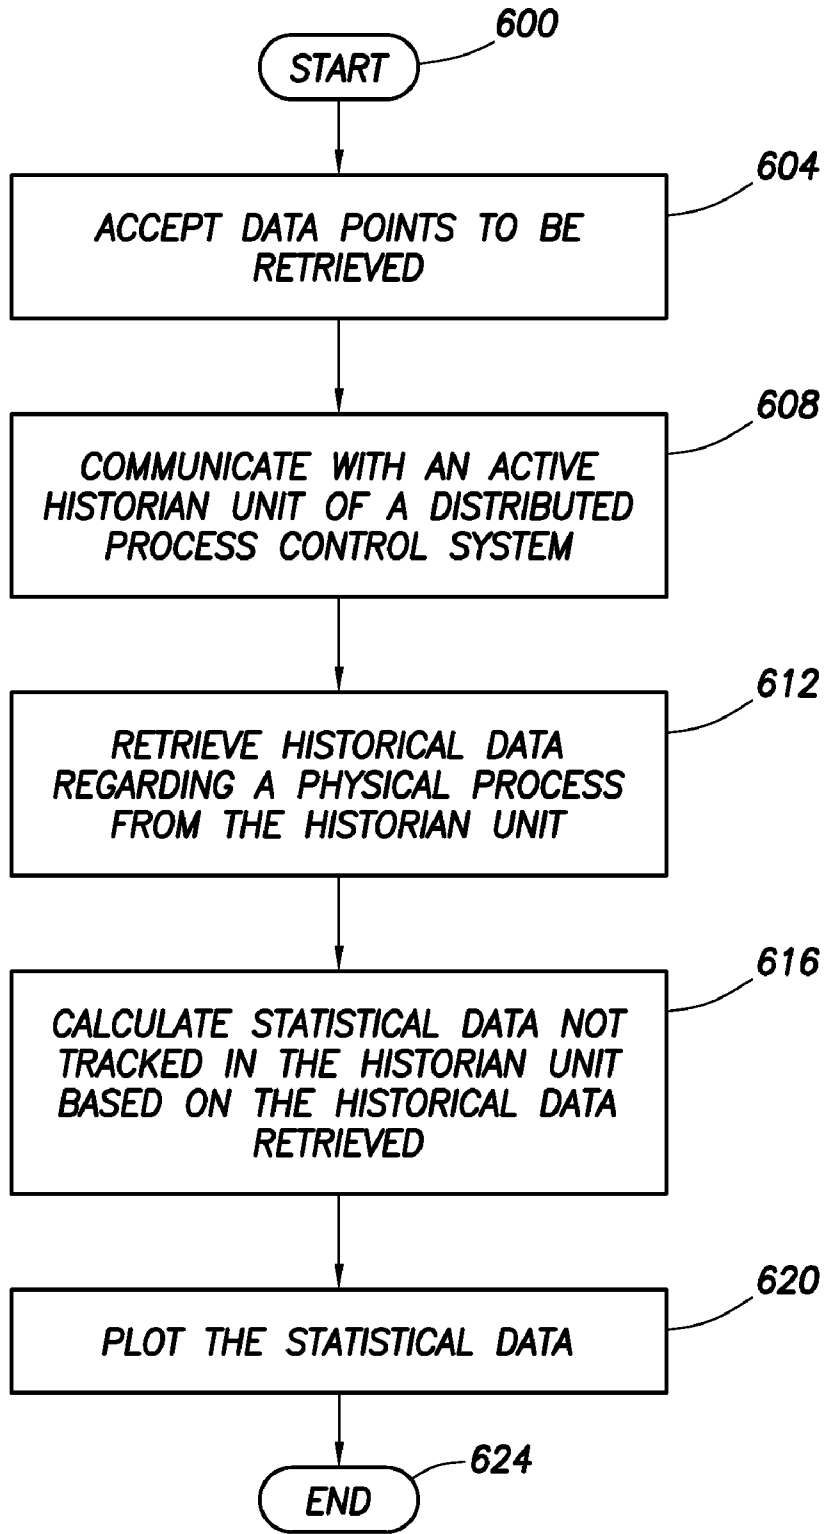 600
START
604
ACCEPT DATA POINTS TO BE
RETRIEVED
608
COMMUNICATE WITH AN ACTIVE
HISTORIAN UNIT OF A DISTRIBUTED
PROCESS CONTROL SYSTEM
612
RETRIEVE HISTORICAL DATA
REGARDING A PHYSICAL PROCESS
FROM THE HISTORIAN UNIT
616
CALCULATE STATISTICAL DATA NOT
TRACKED IN THE HISTORIAN UNIT
BASED ON THE HISTORICAL DATA
RETRIEVED
620
PLOT THE STATISTICAL DATA
624
END